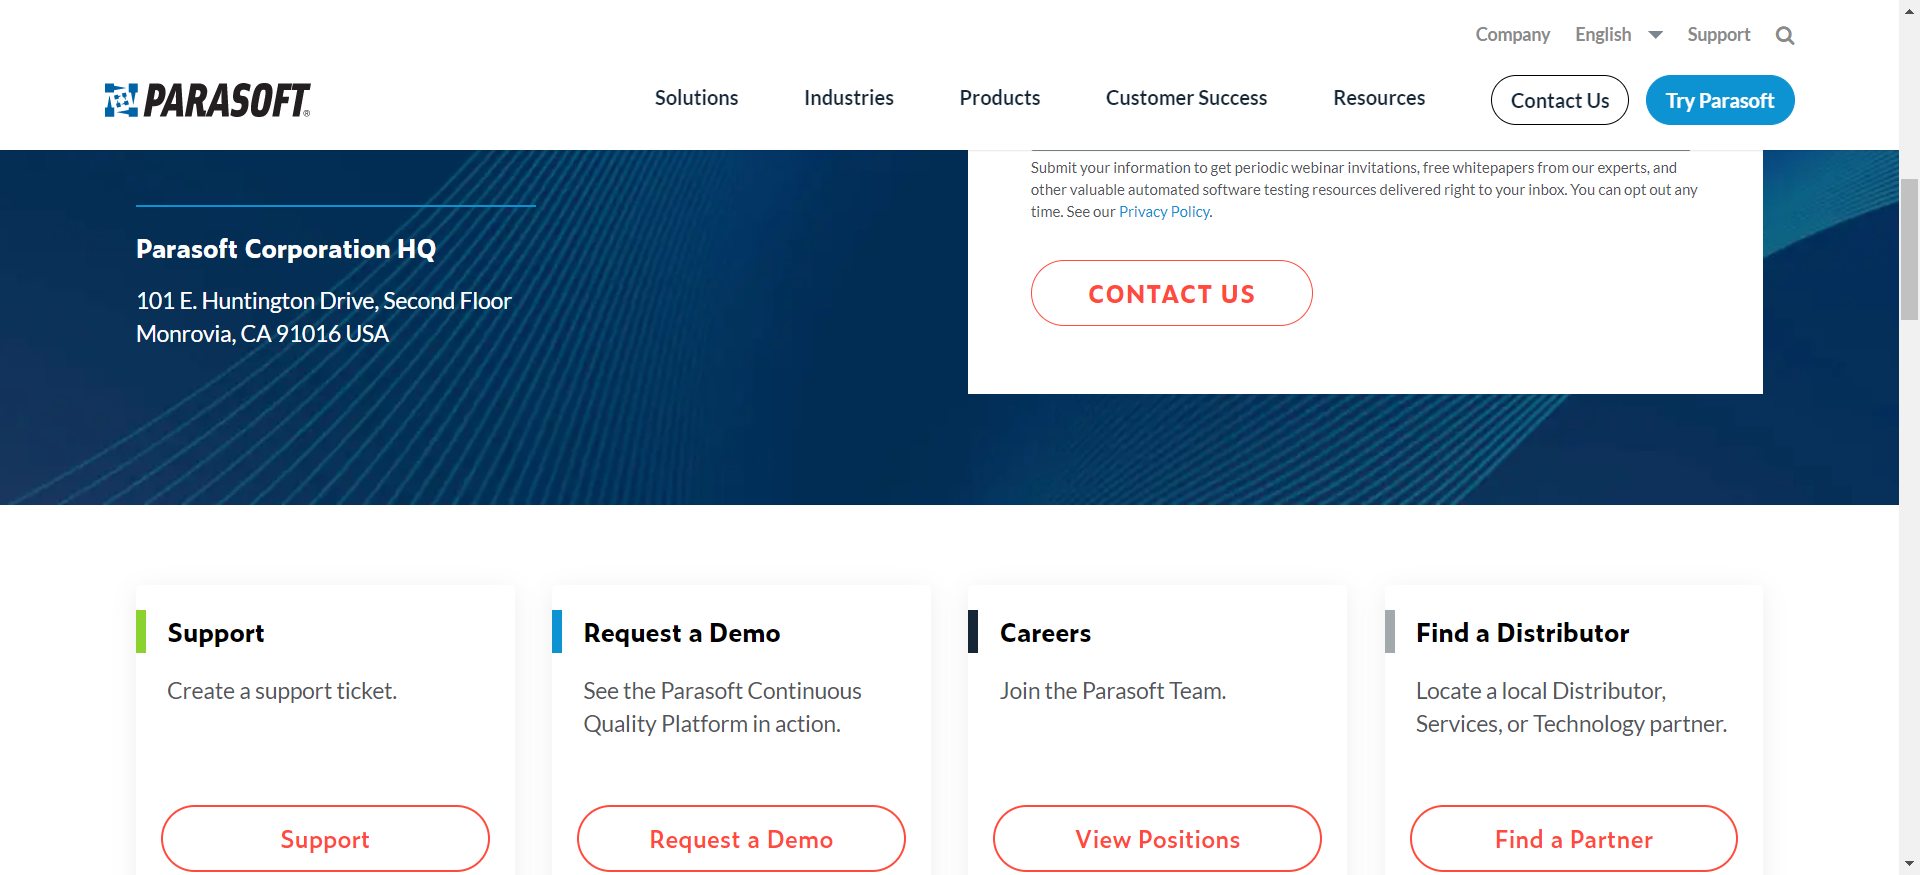 Company English Support
PARASOFT®
Solutions Industries Products Customer Success Resources Contact Us Try Parasoft
Parasoft Corporation HQ
101 E. Huntington Drive, Second Floor
Monrovia, CA 91016 USA
Submit your information to get periodic webinar invitations, free whitepapers from our experts, and
other valuable automated software testing resources delivered right to your inbox. You can opt out any
time. See our Privacy Policy.
CONTACT US
Support
Create a support ticket.
Support
Request a Demo
See the Parasoft Continuous
Quality Platform in action.
Request a Demo
Careers
Join the Parasoft Team.
View Positions
Find a Distributor
Locate a local Distributor,
Services, or Technology partner.
Find a Partner